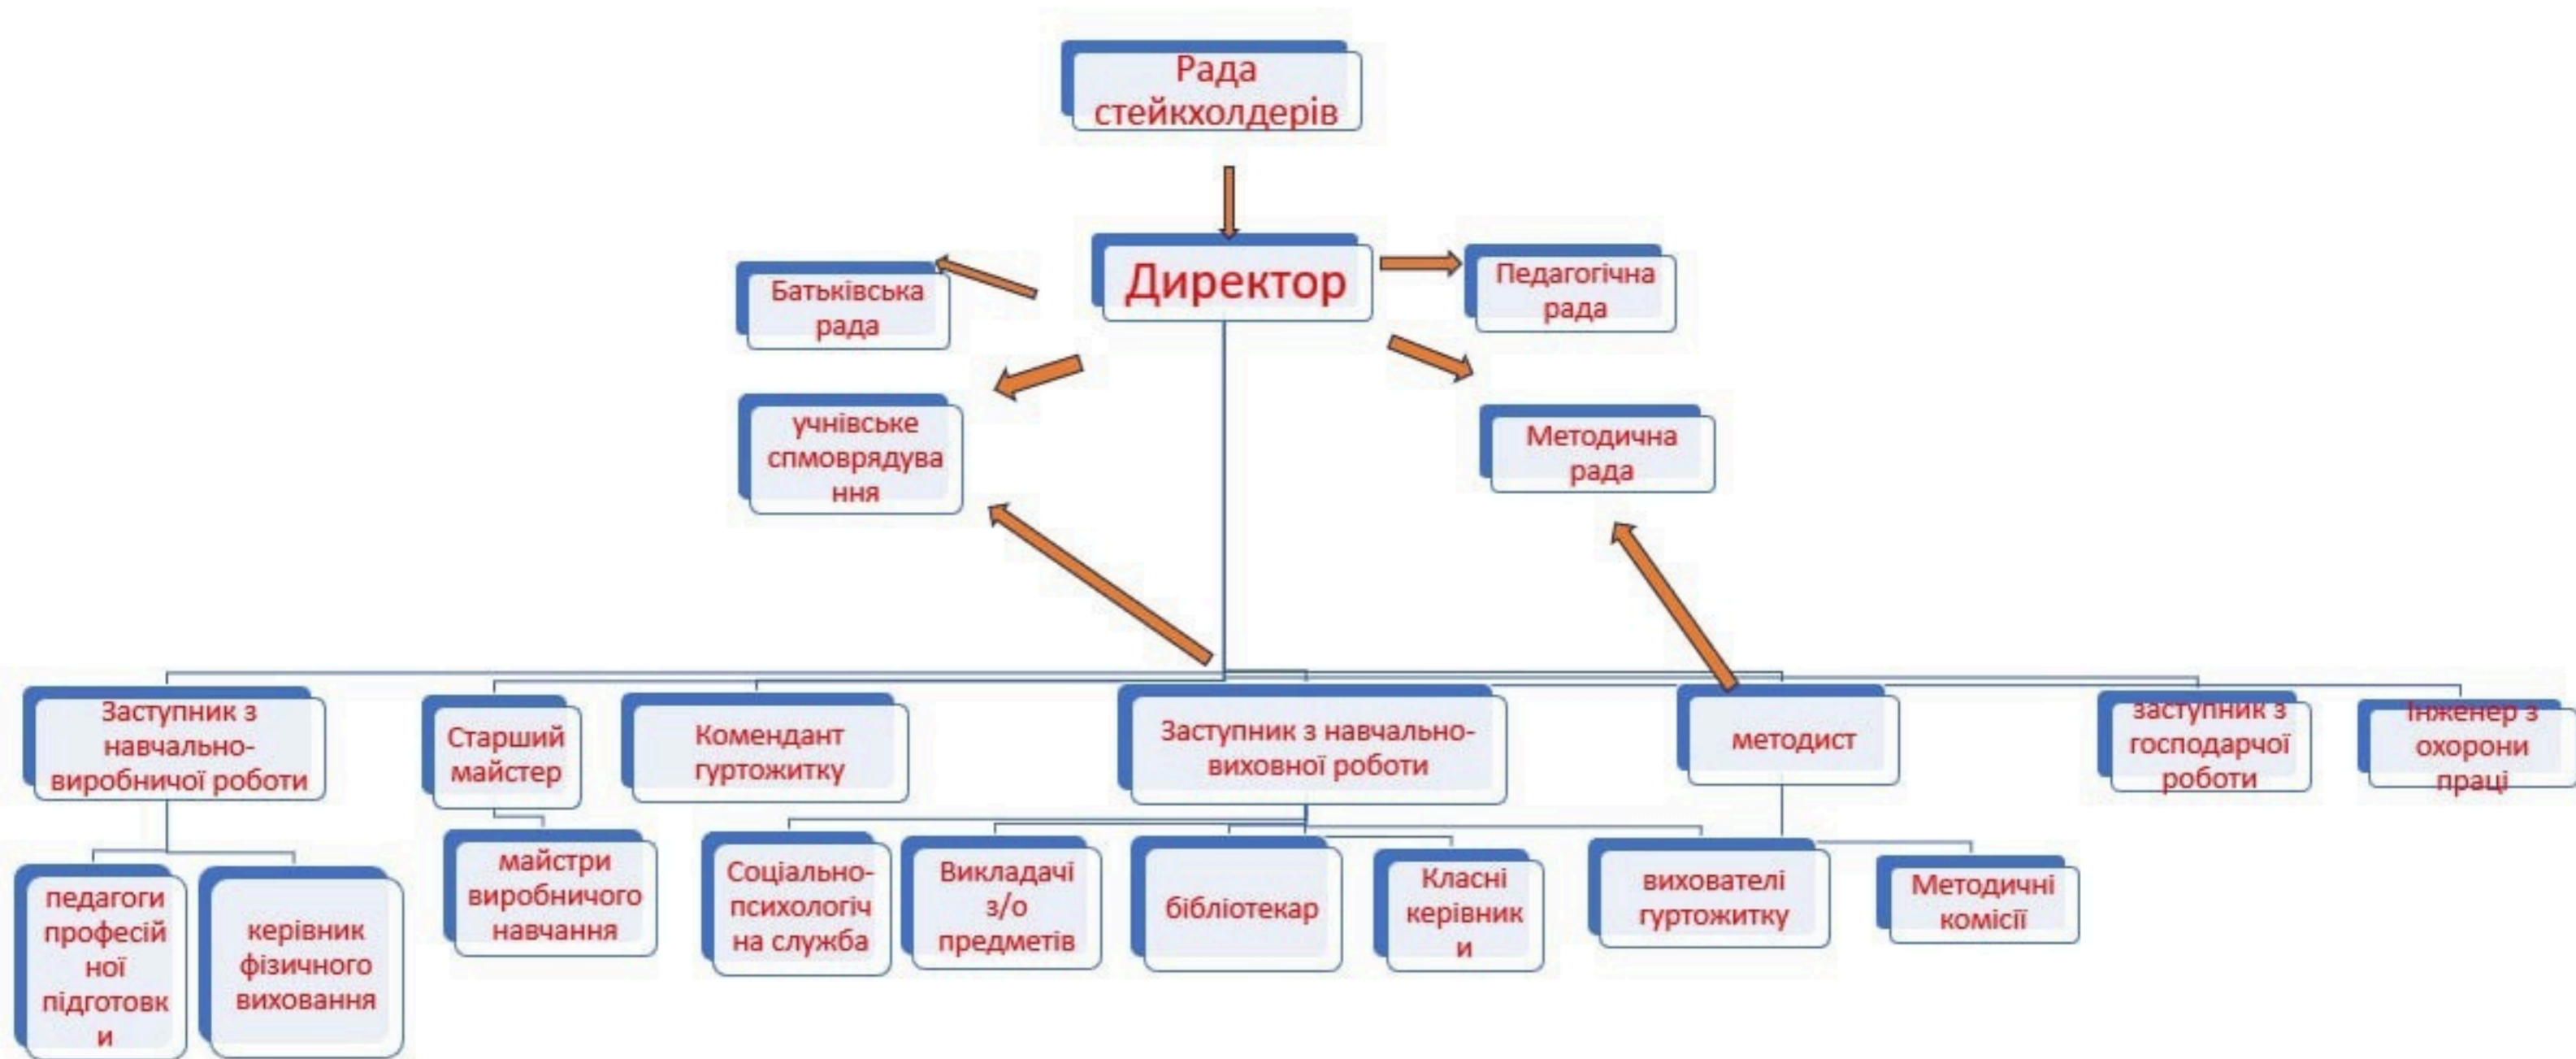 Рада
стейкхолдерів
Директор
Батьківська
рада
Педагогічна
рада
учнівське
спмоврядува
ння
Методична
рада
Заступник з
навчально-
виробничої роботи
Старший
майстер
Комендант
гуртожитку
Заступник з навчально-
виховної роботи
методист
заступник з
господарчої
роботи
Інженер з
охорони
праці
педагоги
професій
ної
підготовк
и
керівник
фізичного
виховання
майстри
виробничого
навчання
Соціально-
психологіч
на служба
Викладачі
з/о
предметів
бібліотекар
Класні
керівник
и
вихователі
гуртожитку
Методичні
комісії